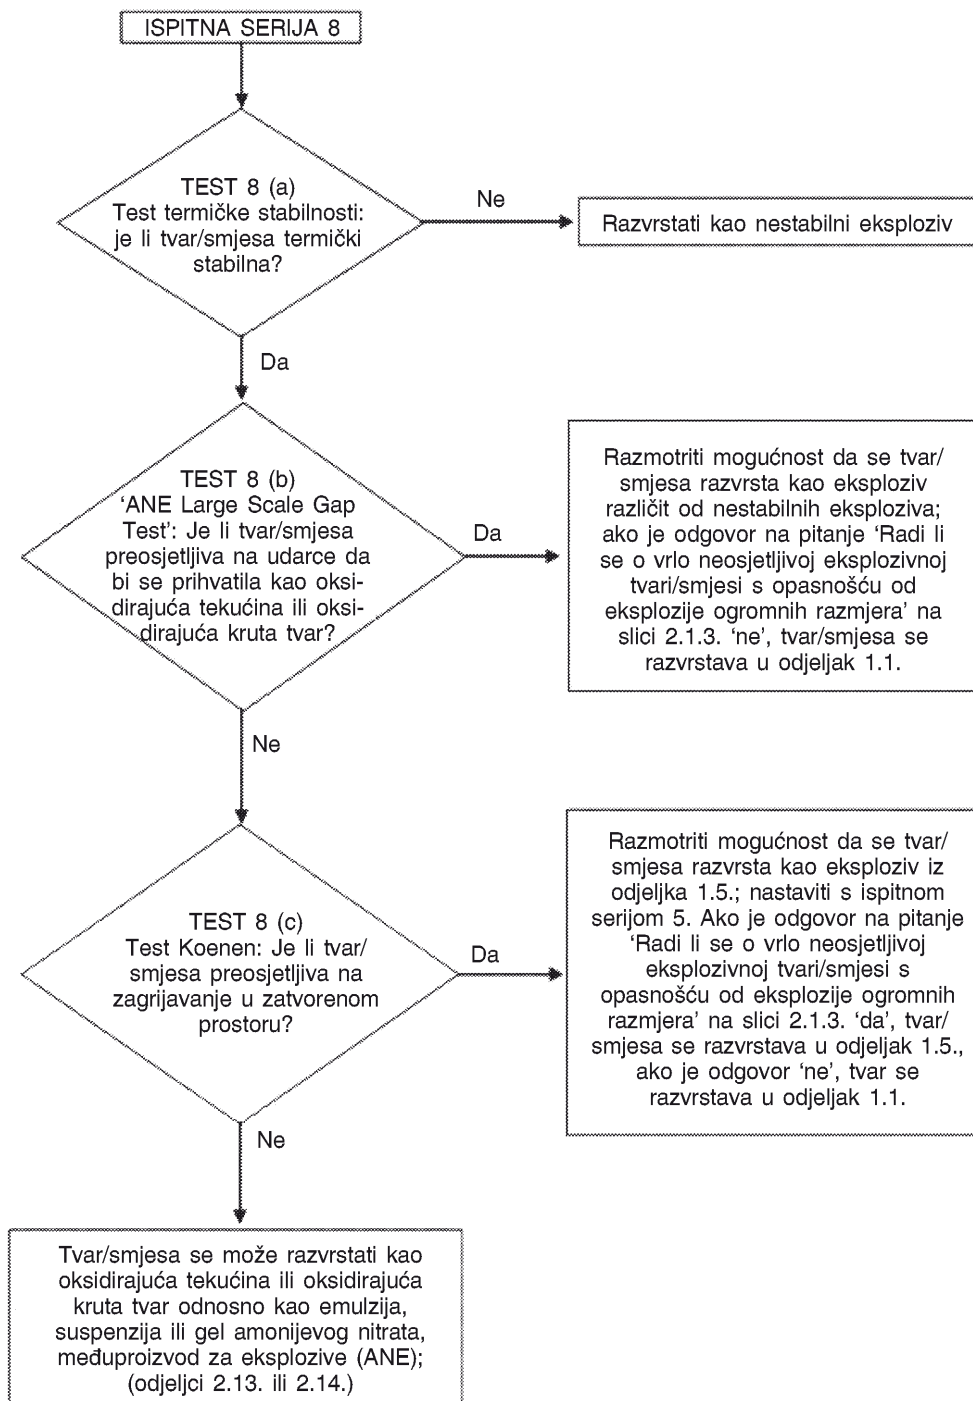 ISPITNA SERIJA 8
TEST 8 (a)
Test termičke stabilnosti:
je li tvar/smjesa termički
stabilna?
Ne
Razvrstati kao nestabilni eksploziv
Da
TEST 8 (b)
‘ANE Large Scale Gap
Test’: Je li tvar/smjesa
preosjetljiva na udarce da
bi se prihvatila kao oksi-
dirajuća tekućina ili oksi-
dirajuća kruta tvar?
Da
Razmotriti mogućnost da se tvar/
smjesa razvrsta kao eksploziv
različit od nestabilnih eksploziva;
ako je odgovor na pitanje ‘Radi li
se o vrlo neosjetljivoj eksplozivnoj
tvari/smjesi s opasnošću od
eksplozije ogromnih razmjera’ na
slici 2.1.3. ‘ne’, tvar/smjesa se
razvrstava u odjeljak 1.1.
Ne
TEST 8 (c)
Test Koenen: Je li tvar/
smjesa preosjetljiva na
zagrijavanje u zatvorenom
prostoru?
Da
Razmotriti mogućnost da se tvar/
smjesa razvrsta kao eksploziv iz
odjeljka 1.5.; nastaviti s ispitnom
serijom 5. Ako je odgovor na pitanje
‘Radi li se o vrlo neosjetljivoj
eksplozivnoj tvari/smjesi s
opasnošću od eksplozije ogromnih
razmjera’ na slici 2.1.3. ‘da’, tvar/
smjesa se razvrstava u odjeljak 1.5.,
ako je odgovor ‘ne’, tvar se
razvrstava u odjeljak 1.1.
Ne
Tvar/smjesa se može razvrstati kao
oksidirajuća tekućina ili oksidirajuća
kruta tvar odnosno kao emulzija,
suspenzija ili gel amonijevog nitrata,
međuproizvod za eksplozive (ANE);
(odjeljci 2.13. ili 2.14.)